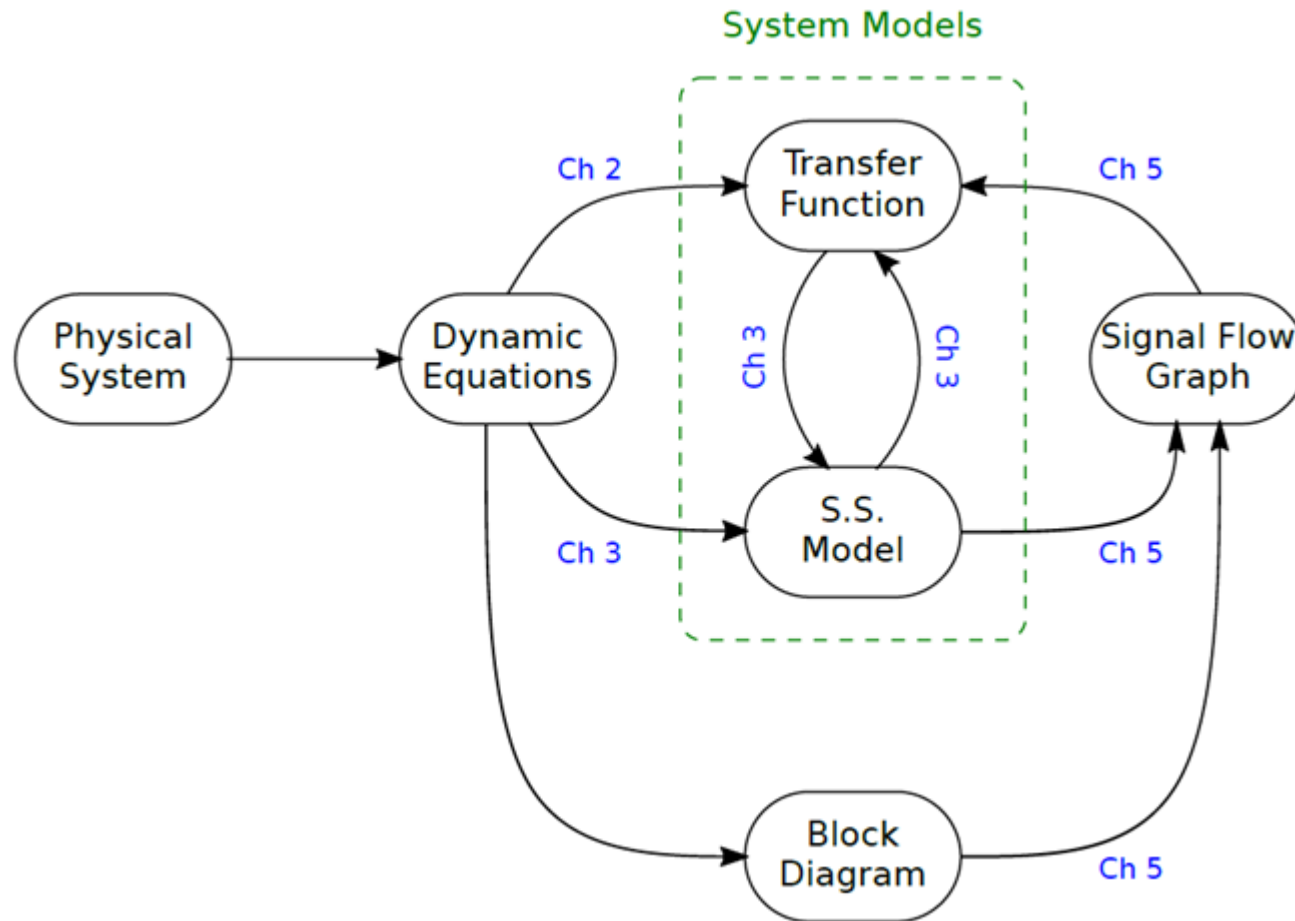 System Models
Ch 2
Transfer
Function
Ch 5
Physical
System
Dynamic
Equations
Ch 3
Ch 3
Signal Flow
Graph
Ch 3
S.S.
Model
Ch 5
Block
Diagram
Ch 5